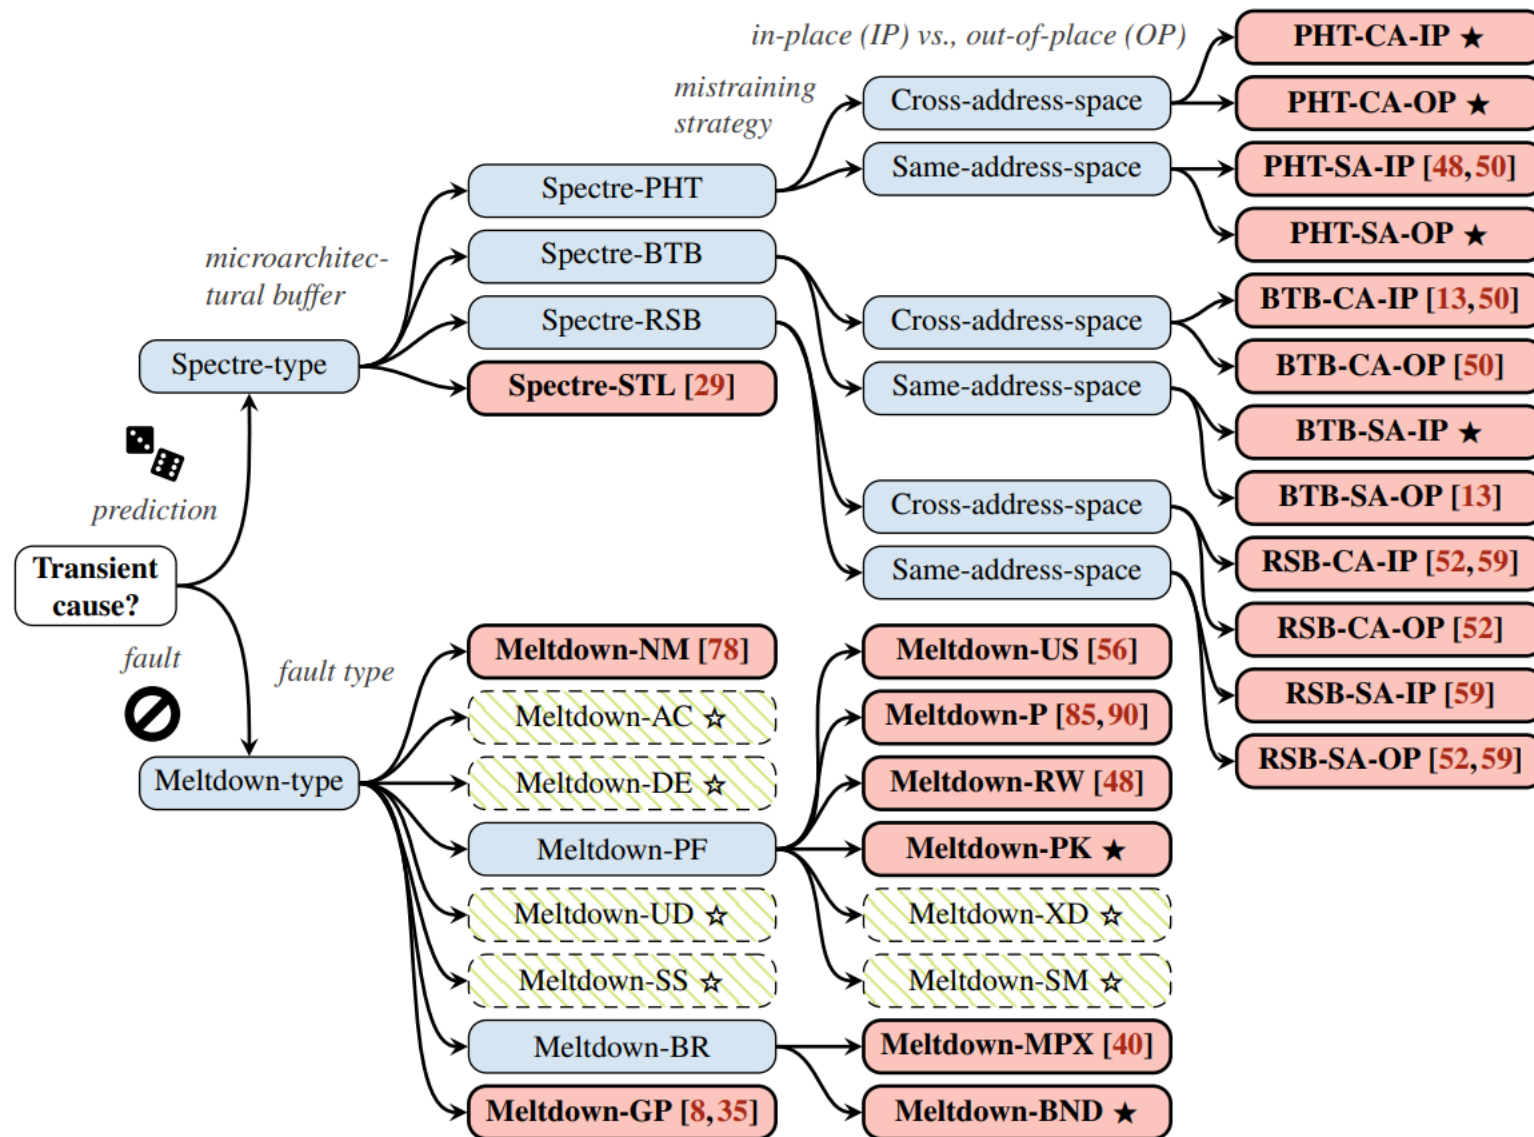 in-place (IP) vs., out-of-place (OP)
mistraining
strategy
microarchitec-
tural buffer
prediction
Transient
cause?
fault
fault type
Spectre-type
Meltdown-type
Spectre-PHT
Spectre-BTB
Spectre-RSB
Spectre-STL [29]
Meltdown-NM [78]
Meltdown-AC ☆
Meltdown-DE ☆
Meltdown-PF
Meltdown-UD ☆
Meltdown-SS ☆
Meltdown-BR
Meltdown-GP [8,35]
Cross-address-space
Same-address-space
Cross-address-space
Same-address-space
Cross-address-space
Same-address-space
Meltdown-US [56]
Meltdown-P [85,90]
Meltdown-RW [48]
Meltdown-PK ★
Meltdown-XD ☆
Meltdown-SM ☆
Meltdown-MPX [40]
Meltdown-BND ★
PHT-CA-IP ★
PHT-CA-OP ★
PHT-SA-IP [48,50]
PHT-SA-OP ★
BTB-CA-IP [13,50]
BTB-CA-OP [50]
BTB-SA-IP ★
BTB-SA-OP [13]
RSB-CA-IP [52,59]
RSB-CA-OP [52]
RSB-SA-IP [59]
RSB-SA-OP [52,59]